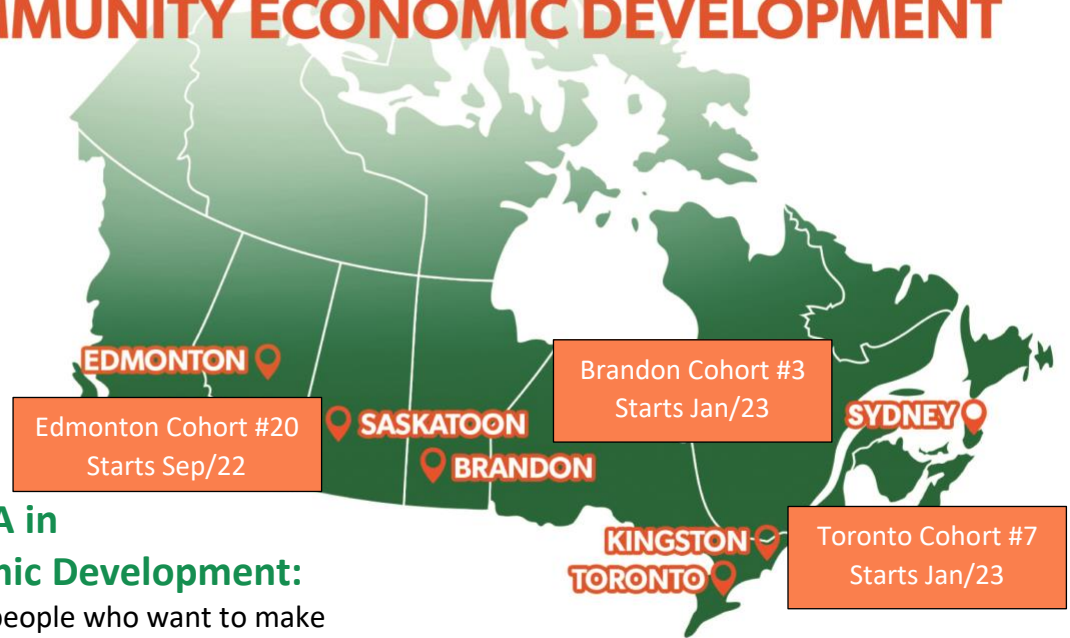 MMUNITY ECONOMIC DEVELOPMENT
EDMONTON
Edmonton Cohort #20
Starts Sep/22
SASKATOON
BRANDON
Brandon Cohort #3
Starts Jan/23
SYDNEY
KINGSTON
TORONTO
Toronto Cohort #7
Starts Jan/23
A in
nic Development:
people who want to make